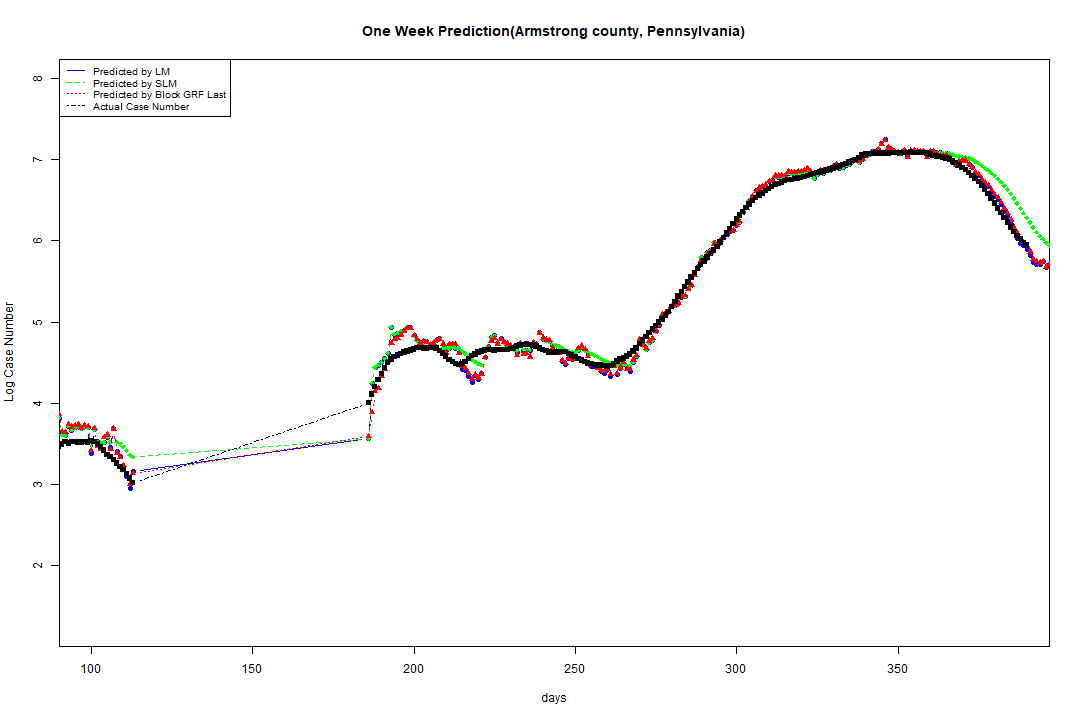 One Week Prediction(Armstrong county, Pennsylvania)
Predicted by LM
Predicted by SLM
Predicted by Block GRF Last
Actual Case Number
8
7
6
5
4
3
2
Log Case Number
100 150 200 250 300 350
days